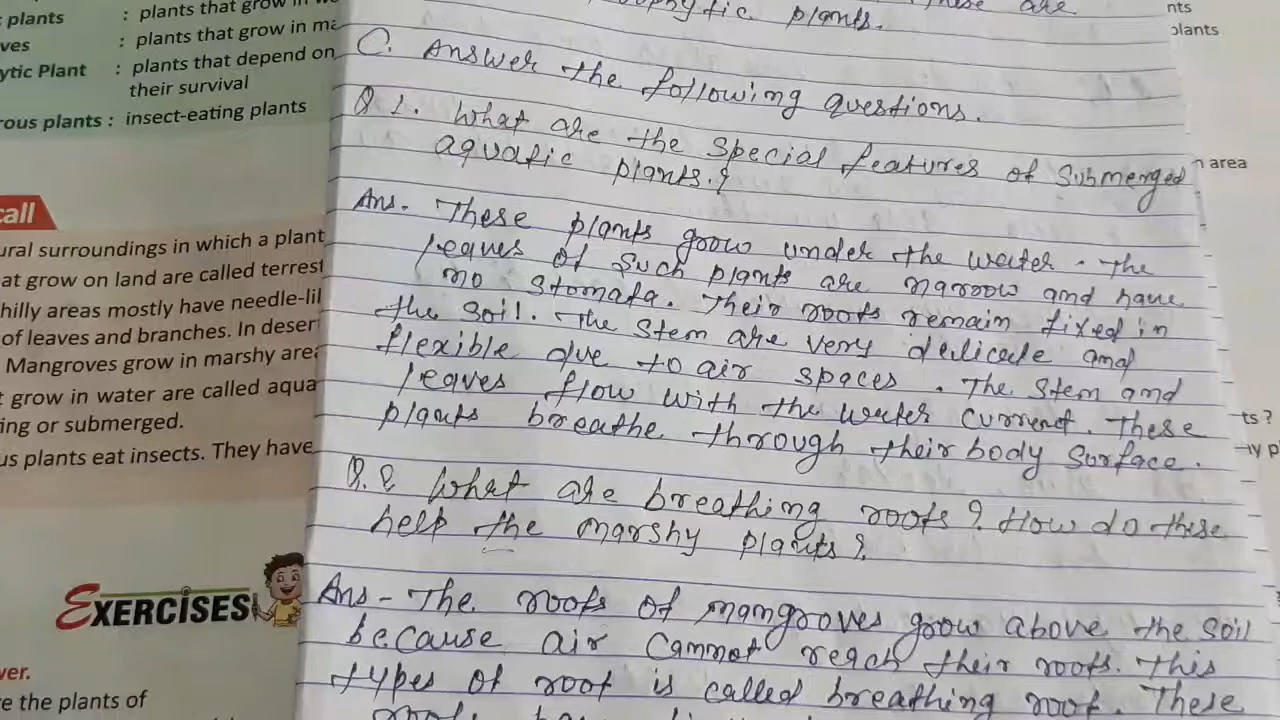 plants : plants that grow in
ves : plants that grow in ma
ytic Plant : plants that depend on
their survival
rous plants : insect-eating plants
call
ural surroundings in which a plant
at grow on land are called terrest
hilly areas mostly have needle-lil
of leaves and branches. In desert
Mangroves grow in marshy area
t grow in water are called aqua
ing or submerged.
us plants eat insects. They have
EXERCISES
ver.
e the plants of
are
plants.
C. Answer the following questions.
Q 1. What are the special features of Submerged
aquatic plants.?
Ans. These plants grow under the water. The
leaves of such plants are narrow and have
no stomata. Their roots remain fixed in
the soil. The stem are very delicate and
flexible due to air spaces. The stem and
leaves flow with the water current. These
plants breathe through their body surface.
Q.2 What are breathing roots? How do these
help the marshy plants?
Ans - The roots of mangroves grow above the soil
because air cannot reach their roots. This
types of root is called breathing root. These
nts
plants
n area
ts?